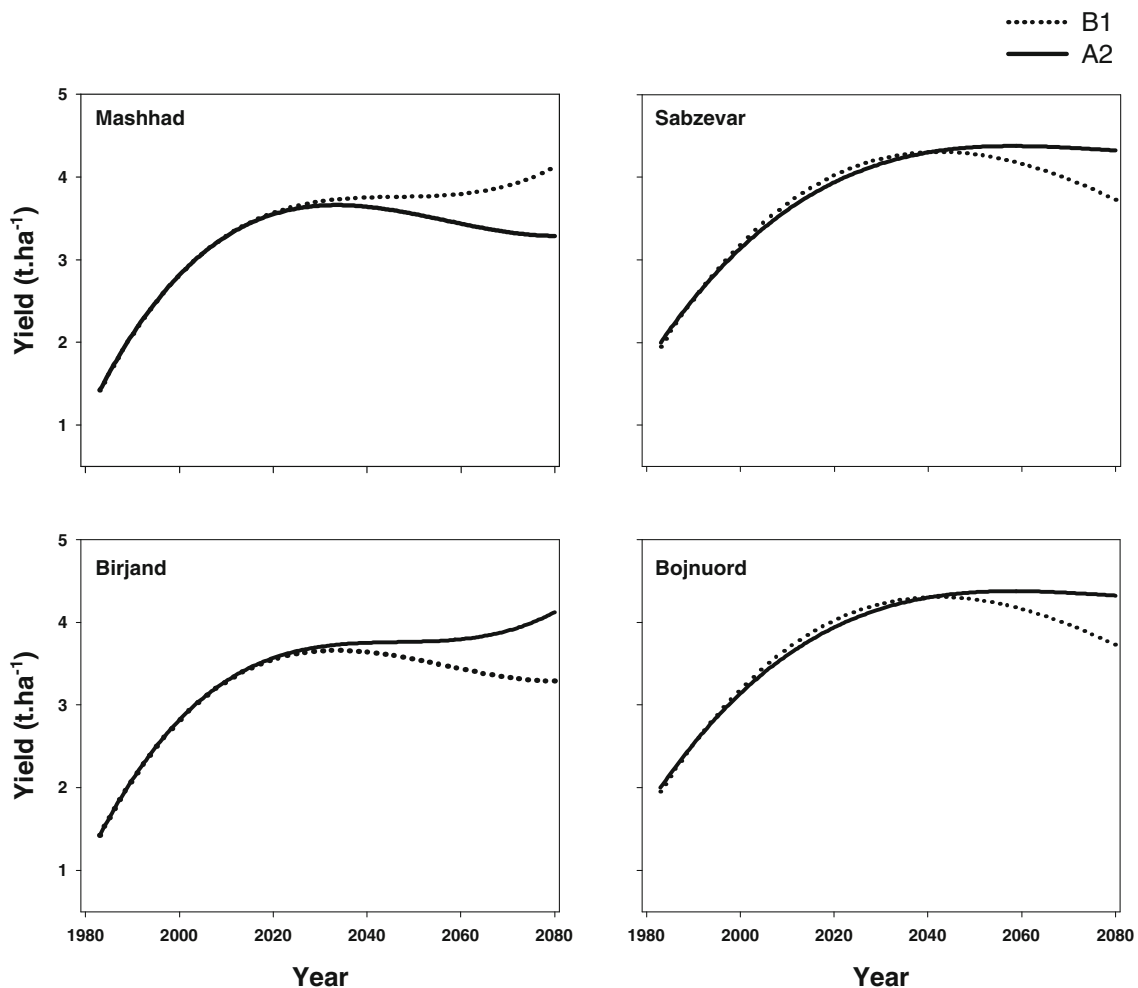 B1
A2
Mashhad
Sabzevar
5
4
3
2
1
Yield (t.ha-1)
Birjand
Bojnuord
5
4
3
2
1
Yield (t.ha-1)
1980 2000 2020 2040 2060 2080
1980 2000 2020 2040 2060 2080
Year
Year